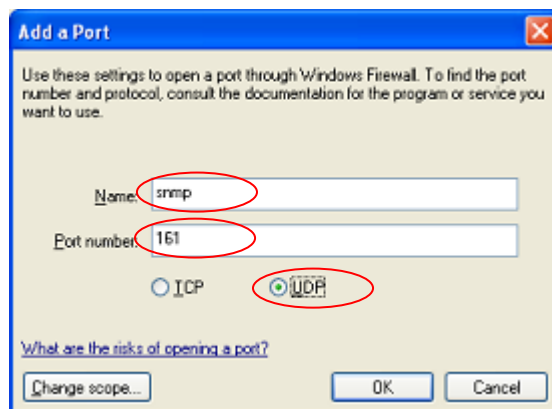 Add a Port
Use these settings to open a port through Windows Firewall. To find the port
number and protocol, consult the documentation for the program or service you
want to use.
Name: snmp
Port number: 161
TCP UDP
What are the risks of opening a port?
Change scope... OK Cancel